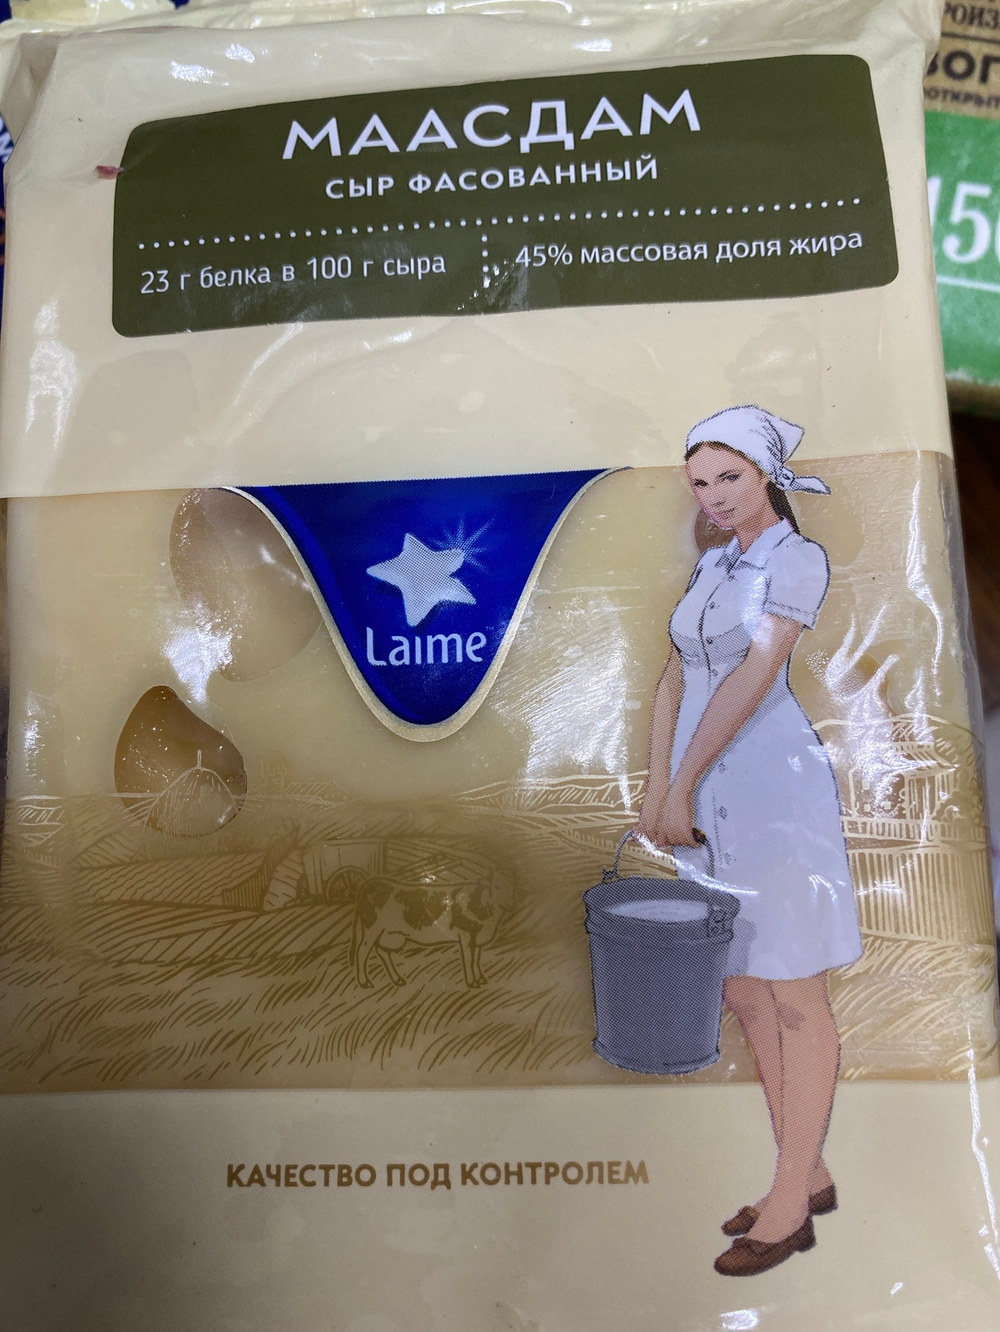 МААСДАМ
СЫР ФАСОВАННЫЙ
23 г белка в 100 г сыра
45% массовая доля жира
Laime
КАЧЕСТВО ПОД КОНТРОЛЕМ